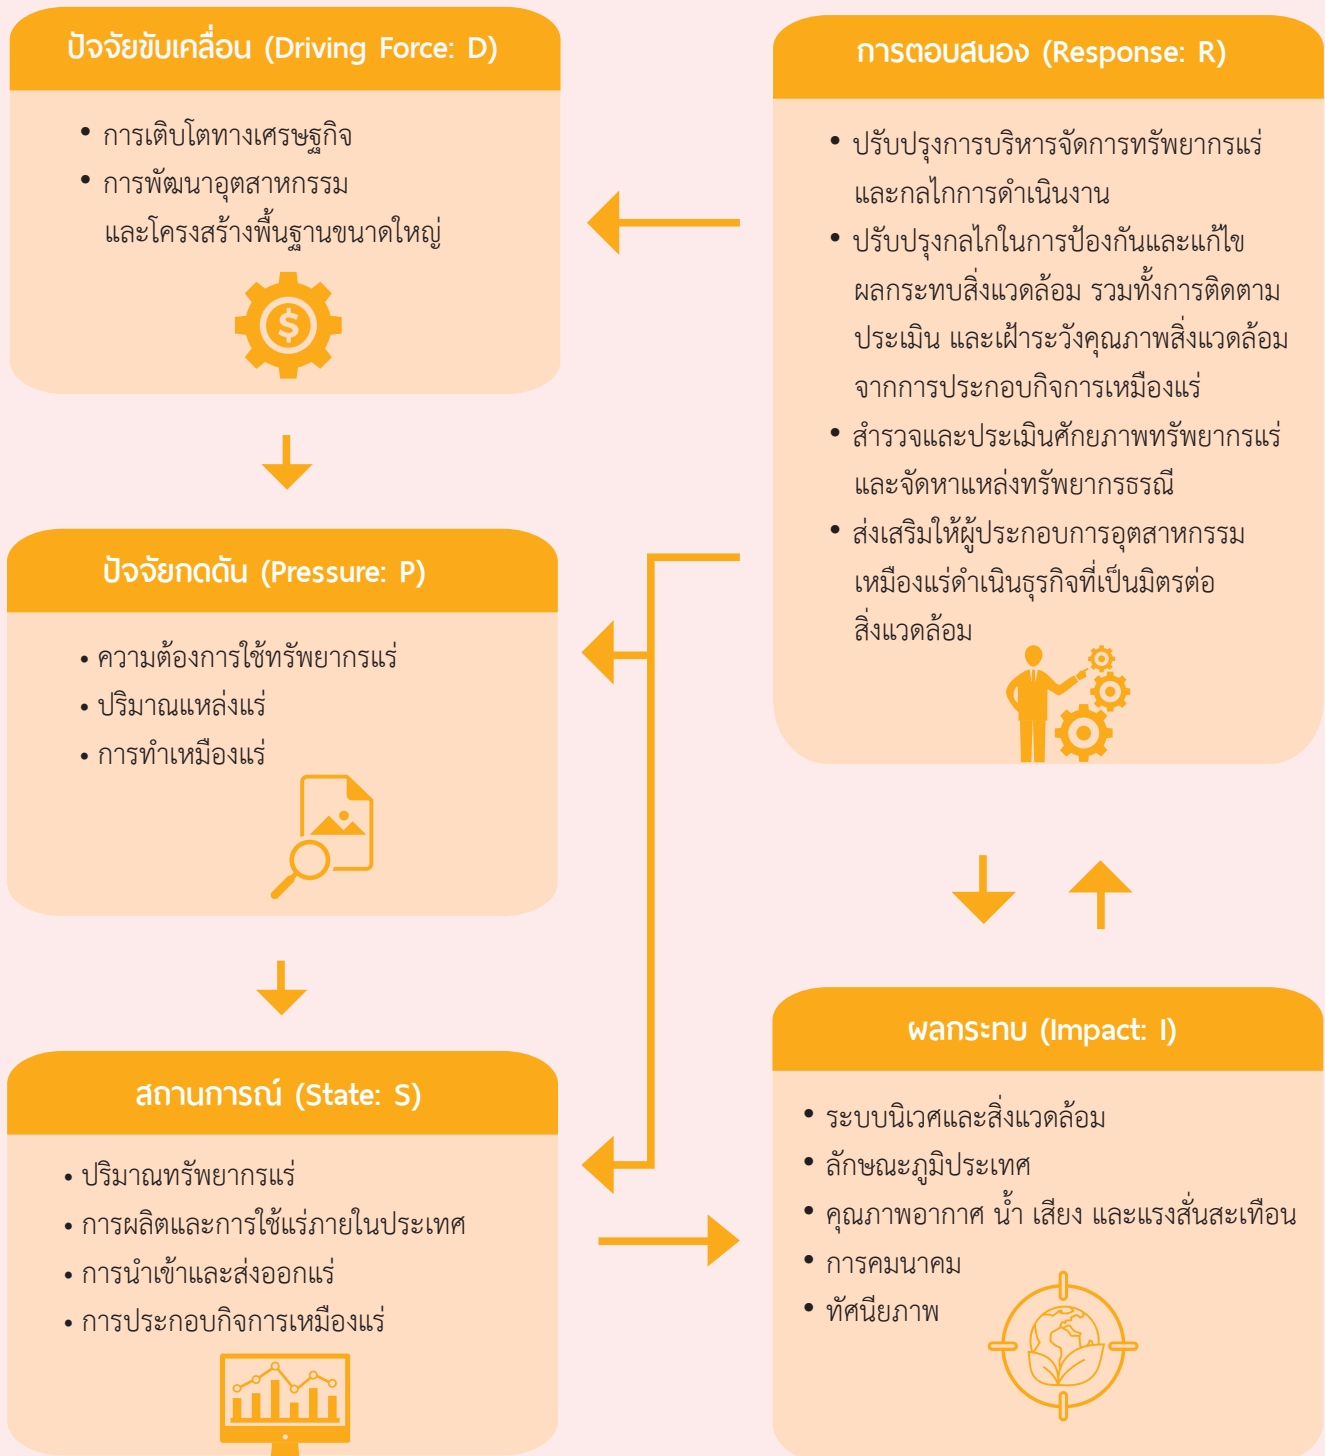 ปัจจัยขับเคลื่อน (Driving Force: D)
• การเติบโตทางเศรษฐกิจ
• การพัฒนาอุตสาหกรรม
และโครงสร้างพื้นฐานขนาดใหญ่
$
ปัจจัยกดดัน (Pressure: P)
• ความต้องการใช้ทรัพยากรแร่
• ปริมาณแหล่งแร่
• การทำเหมืองแร่
สถานการณ์ (State: S)
• ปริมาณทรัพยากรแร่
• การผลิตและการใช้แร่ภายในประเทศ
• การนำเข้าและส่งออกแร่
• การประกอบกิจการเหมืองแร่
การตอบสนอง (Response: R)
• ปรับปรุงการบริหารจัดการทรัพยากรแร่
และกลไกการดำเนินงาน
• ปรับปรุงกลไกในการป้องกันและแก้ไข
ผลกระทบสิ่งแวดล้อม รวมทั้งการติดตาม
ประเมิน และเฝ้าระวังคุณภาพสิ่งแวดล้อม
จากการประกอบกิจการเหมืองแร่
• สำรวจและประเมินศักยภาพทรัพยากรแร่
และจัดหาแหล่งทรัพยากรธรณี
• ส่งเสริมให้ผู้ประกอบการอุตสาหกรรม
เหมืองแร่ดำเนินธุรกิจที่เป็นมิตรต่อ
สิ่งแวดล้อม
ผลกระทบ (Impact: I)
• ระบบนิเวศและสิ่งแวดล้อม
• ลักษณะภูมิประเทศ
• คุณภาพอากาศ น้ำ เสียง และแรงสั่นสะเทือน
• การคมนาคม
• ทัศนียภาพ